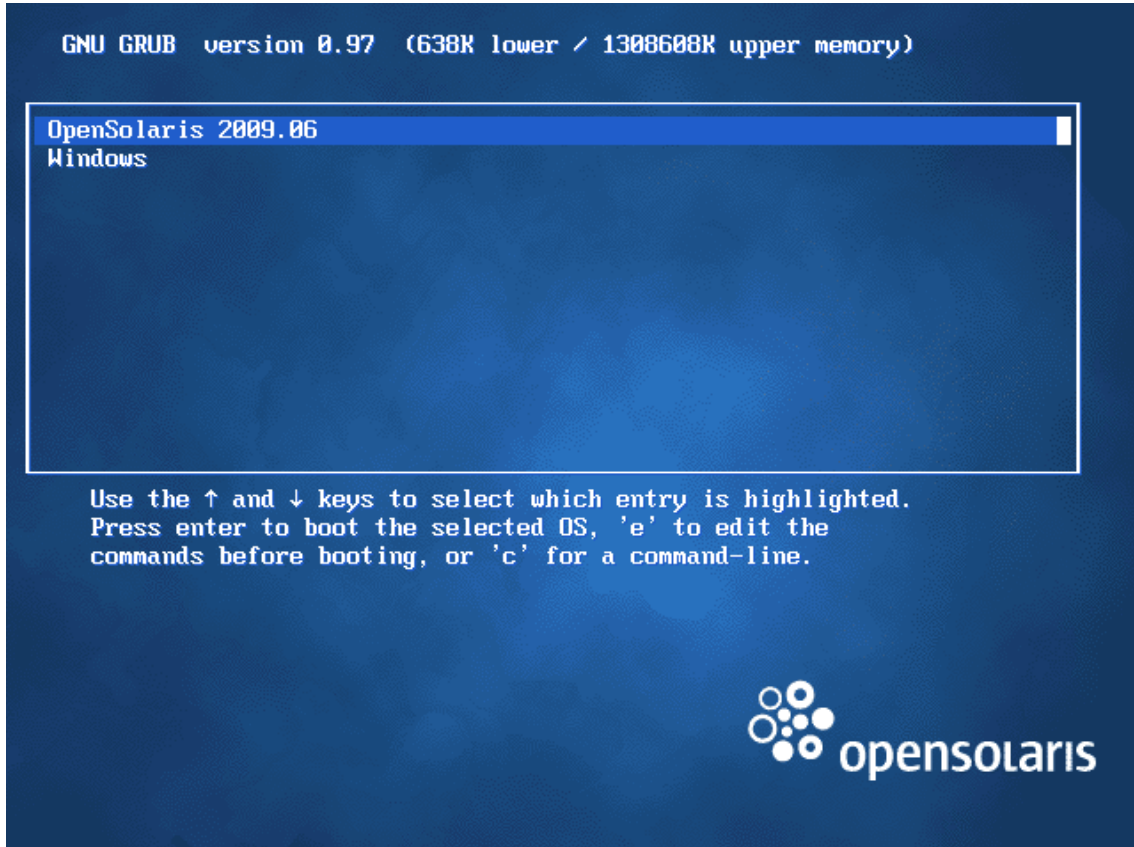 GNU GRUB version 0.97 (638K lower / 1308608K upper memory)
OpenSolaris 2009.06
Windows
Use the ↑ and ↓ keys to select which entry is highlighted.
Press enter to boot the selected OS, 'e' to edit the
commands before booting, or 'c' for a command-line.
opensolaris